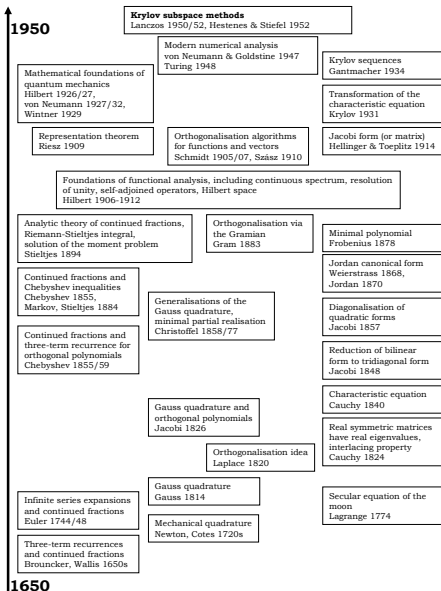 Krylov subspace methods
Lanczos 1950/52, Hestenes & Stiefel 1952
1950
Modern numerical analysis
von Neumann & Goldstine 1947
Turing 1948
Krylov sequences
Gantmacher 1934
Mathematical foundations of
quantum mechanics
Hilbert 1926/27,
von Neumann 1927/32,
Wintner 1929
Transformation of the
characteristic equation
Krylov 1931
Representation theorem
Riesz 1909
Orthogonalisation algorithms
for functions and vectors
Schmidt 1905/07, Szász 1910
Jacobi form (or matrix)
Hellinger & Toeplitz 1914
Foundations of functional analysis, including continuous spectrum, resolution
of unity, self-adjoined operators, Hilbert space
Hilbert 1906-1912
Analytic theory of continued fractions,
Riemann-Stieltjes integral,
solution of the moment problem
Stieltjes 1894
Orthogonalisation via
the Gramian
Gram 1883
Minimal polynomial
Frobenius 1878
Continued fractions and
Chebyshev inequalities
Chebyshev 1855,
Markov, Stieltjes 1884
Jordan canonical form
Weierstrass 1868,
Jordan 1870
Generalisations of the
Gauss quadrature,
minimal partial realisation
Christoffel 1858/77
Diagonalisation of
quadratic forms
Jacobi 1857
Continued fractions and
three-term recurrence for
orthogonal polynomials
Chebyshev 1855/59
Reduction of bilinear
form to tridiagonal form
Jacobi 1848
Characteristic equation
Cauchy 1840
Gauss quadrature and
orthogonal polynomials
Jacobi 1826
Real symmetric matrices
have real eigenvalues,
interlacing property
Cauchy 1824
Orthogonalisation idea
Laplace 1820
Gauss quadrature
Gauss 1814
Infinite series expansions
and continued fractions
Euler 1744/48
Secular equation of the
moon
Lagrange 1774
Mechanical quadrature
Newton, Cotes 1720s
Three-term recurrences
and continued fractions
Brouncker, Wallis 1650s
1650